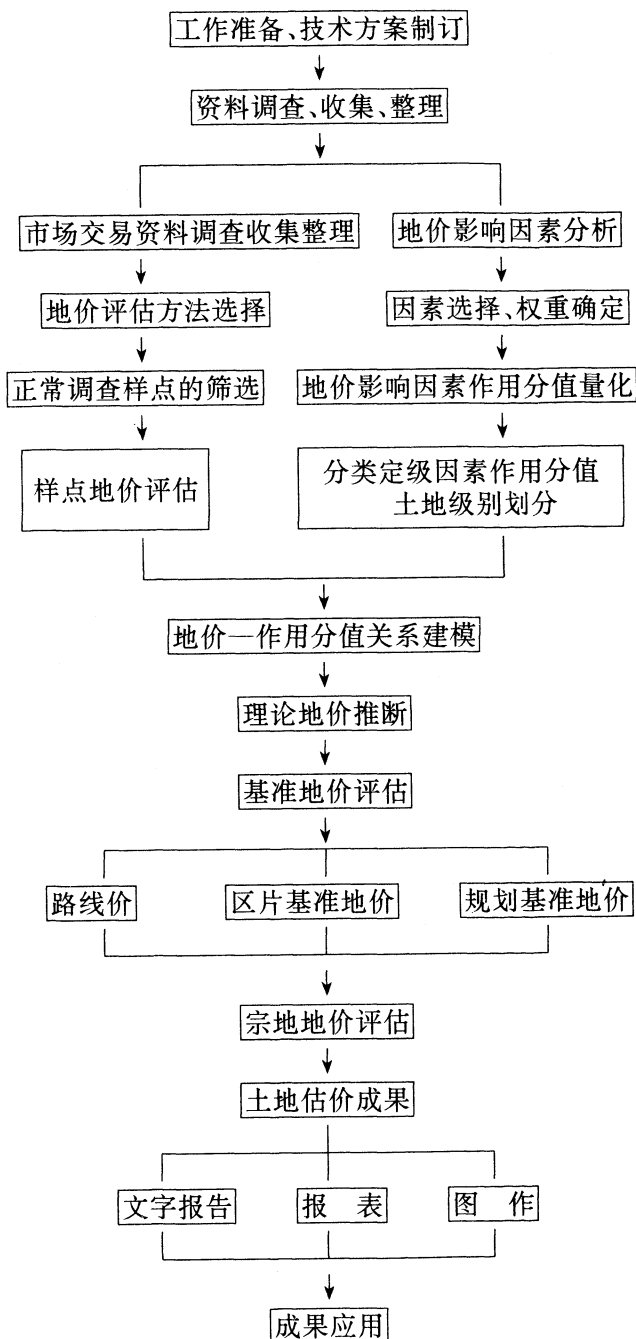 工作准备、技术方案制订
资料调查、收集、整理
市场交易资料调查收集整理
地价影响因素分析
地价评估方法选择
因素选择、权重确定
正常调查样点的筛选
地价影响因素作用分值量化
样点地价评估
分类定级因素作用分值
土地级别划分
地价—作用分值关系建模
理论地价推断
基准地价评估
路线价
区片基准地价
规划基准地价
宗地地价评估
土地估价成果
文字报告
报 表
图 作
成果应用